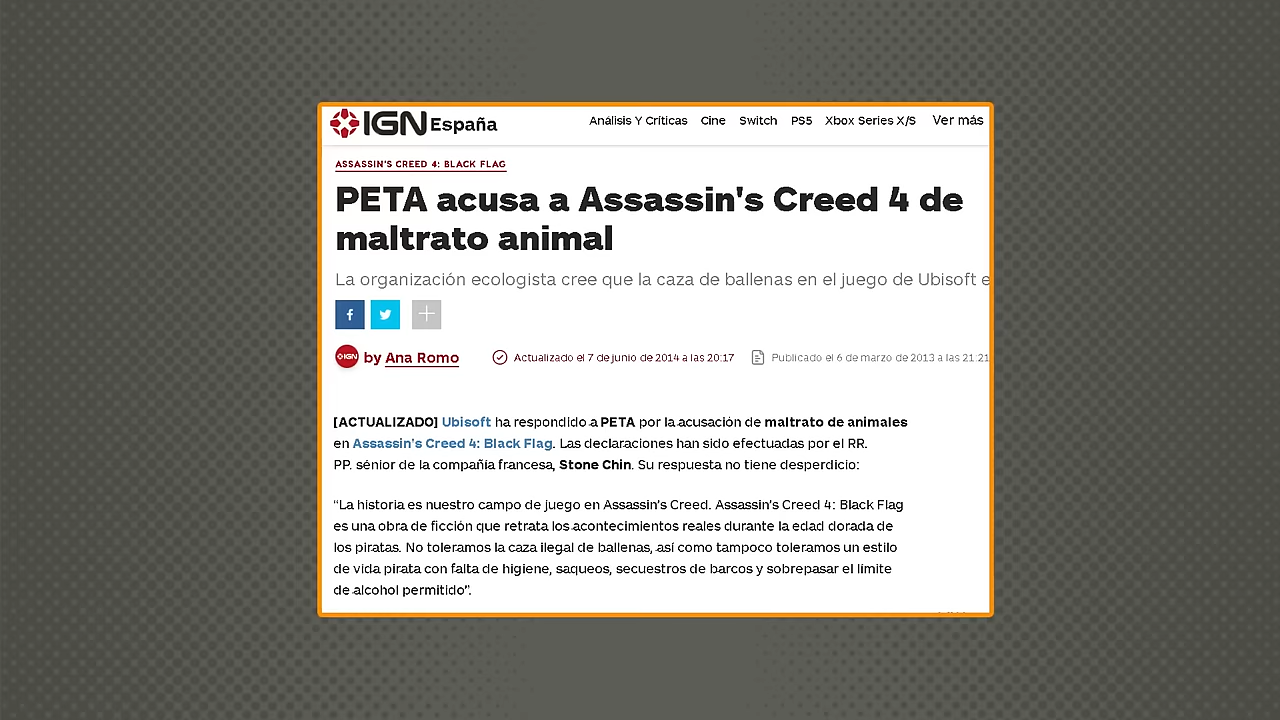 IGN España
Análisis Y Críticas Cine Switch PS5 Xbox Series X/S Ver más
ASSASSIN'S CREED 4: BLACK FLAG
PETA acusa a Assassin's Creed 4 de
maltrato animal
La organización ecologista cree que la caza de ballenas en el juego de Ubisoft e
IGN by Ana Romo Actualizado el 7 de junio de 2014 a las 20:17 Publicado el 6 de marzo de 2013 a las 21:21
[ACTUALIZADO] Ubisoft ha respondido a PETA por la acusación de maltrato de animales
en Assassin's Creed 4: Black Flag. Las declaraciones han sido efectuadas por el RR.
PP. sénior de la compañía francesa, Stone Chin. Su respuesta no tiene desperdicio:
“La historia es nuestro campo de juego en Assassin's Creed. Assassin's Creed 4: Black Flag
es una obra de ficción que retrata los acontecimientos reales durante la edad dorada de
los piratas. No toleramos la caza ilegal de ballenas, así como tampoco toleramos un estilo
de vida pirata con falta de higiene, saqueos, secuestros de barcos y sobrepasar el límite
de alcohol permitido”.